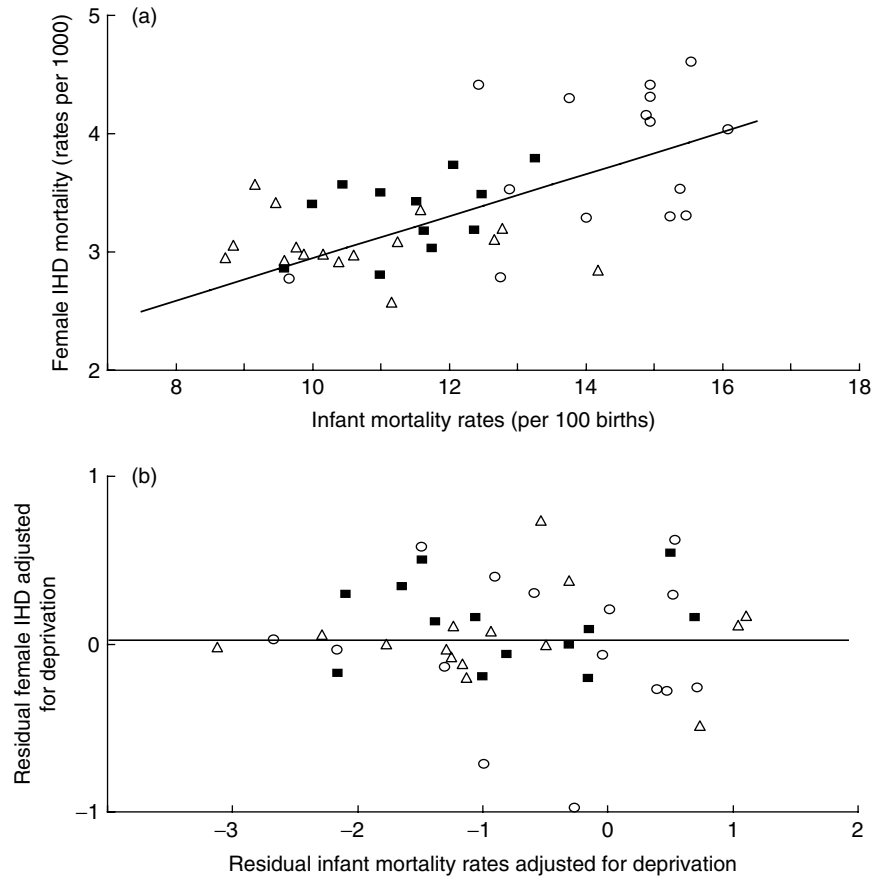 (a)
5
4
3
2
Female IHD mortality (rates per 1000)
8
10
12
14
16
18
Infant mortality rates (per 100 births)
(b)
1
0
−1
Residual female IHD adjusted
for deprivation
−3
−2
−1
0
1
2
Residual infant mortality rates adjusted for deprivation